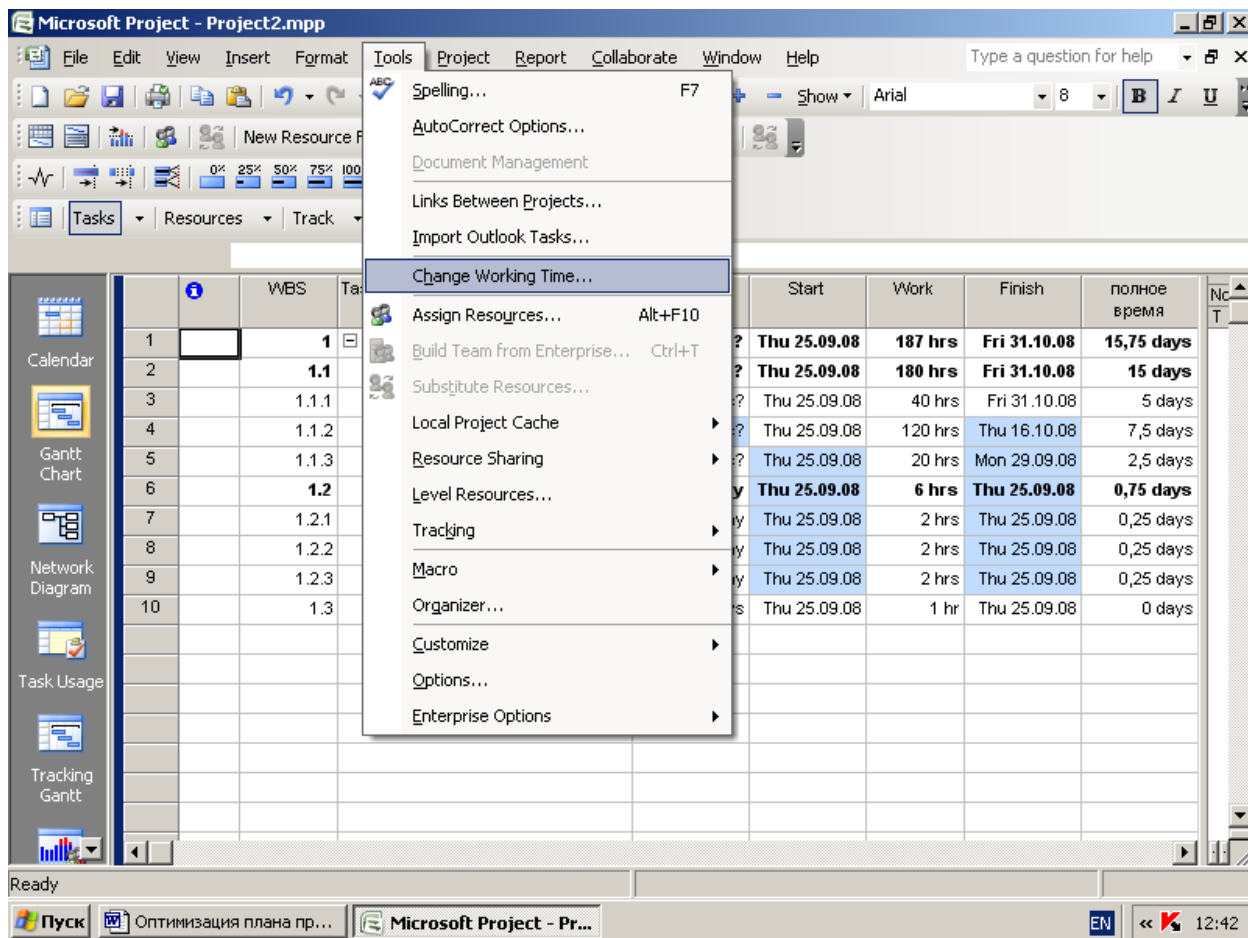 Microsoft Project - Project2.mpp
File Edit View Insert Format Tools Project Report Collaborate Window Help Type a question for help
Show Arial 8 B I U
New Resource F
0% 25% 50% 75% 100
Tasks Resources Track
Spelling... F7
AutoCorrect Options...
Document Management
Links Between Projects...
Import Outlook Tasks...
Change Working Time...
Assign Resources... Alt+F10
Build Team from Enterprise... Ctrl+T
Substitute Resources...
Local Project Cache
Resource Sharing
Level Resources...
Tracking
Macro
Organizer...
Customize
Options...
Enterprise Options
Calendar
Gantt
Chart
Network
Diagram
Task Usage
Tracking
Gantt
WBS Ta Start Work Finish полное
время
T
1 1 ? Thu 25.09.08 187 hrs Fri 31.10.08 15,75 days
2 1.1 ? Thu 25.09.08 180 hrs Fri 31.10.08 15 days
3 1.1.1 ? Thu 25.09.08 40 hrs Fri 31.10.08 5 days
4 1.1.2 ? Thu 25.09.08 120 hrs Thu 16.10.08 7,5 days
5 1.1.3 ? Thu 25.09.08 20 hrs Mon 29.09.08 2,5 days
6 1.2 y Thu 25.09.08 6 hrs Thu 25.09.08 0,75 days
7 1.2.1 ay Thu 25.09.08 2 hrs Thu 25.09.08 0,25 days
8 1.2.2 ay Thu 25.09.08 2 hrs Thu 25.09.08 0,25 days
9 1.2.3 ay Thu 25.09.08 2 hrs Thu 25.09.08 0,25 days
10 1.3 s Thu 25.09.08 1 hr Thu 25.09.08 0 days
Ready
Пуск Оптимизация плана пр... Microsoft Project - Pr... EN « 12:42